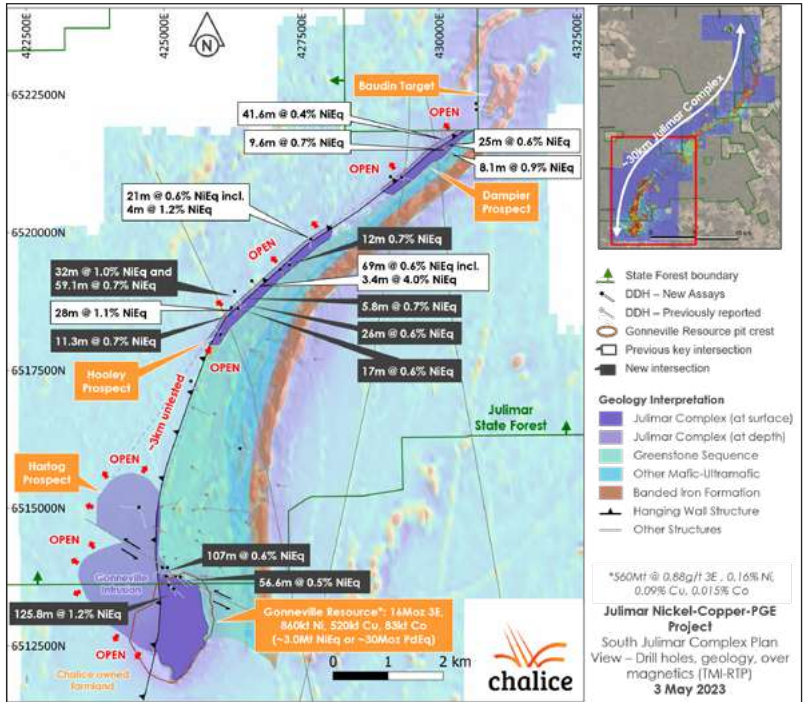 422500E
425000E
427500E
430000E
432500E
6522500N
6520000N
6517500N
6515000N
6512500N
N
Baudin Target
OPEN
41.6m @ 0.4% NiEq
9.6m @ 0.7% NiEq
25m @ 0.6% NiEq
8.1m @ 0.9% NiEq
OPEN
Dampier
Prospect
21m @ 0.6% NiEq incl.
4m @ 1.2% NiEq
OPEN
12m 0.7% NiEq
32m @ 1.0% NiEq and
59.1m @ 0.7% NiEq
69m @ 0.6% NiEq incl.
3.4m @ 4.0% NiEq
28m @ 1.1% NiEq
5.8m @ 0.7% NiEq
11.3m @ 0.7% NiEq
26m @ 0.6% NiEq
OPEN
17m @ 0.6% NiEq
Hooley
Prospect
~3km untested
Julimar
State Forest
Hartog
Prospect
OPEN
OPEN
107m @ 0.6% NiEq
Gonneville
Intrusion
56.6m @ 0.5% NiEq
125.8m @ 1.2% NiEq
Gonneville Resource*: 16Moz 3E,
860kt Ni, 520kt Cu, 83kt Co
(~3.0Mt NiEq or ~30Moz PdEq)
OPEN
Chalice owned
Farmland
0 1 2 km
chalice
~30km Julimar Complex
State Forest boundary
DDH – New Assays
DDH – Previously reported
Gonneville Resource pit crest
Previous key intersection
New intersection
Geology Interpretation
Julimar Complex (at surface)
Julimar Complex (at depth)
Greenstone Sequence
Other Mafic-Ultramafic
Banded Iron Formation
Hanging Wall Structure
Other Structures
*560Mt @ 0.88g/t 3E , 0.16% Ni,
0.09% Cu, 0.015% Co
Julimar Nickel-Copper-PGE
Project
South Julimar Complex Plan
View – Drill holes, geology, over
magnetics (TMI-RTP)
3 May 2023